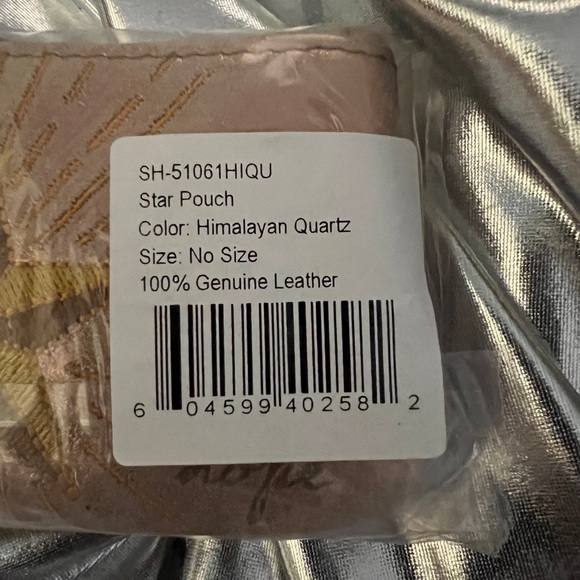 SH-51061HIQU
Star Pouch
Color: Himalayan Quartz
Size: No Size
100% Genuine Leather
6 04599 40258 2